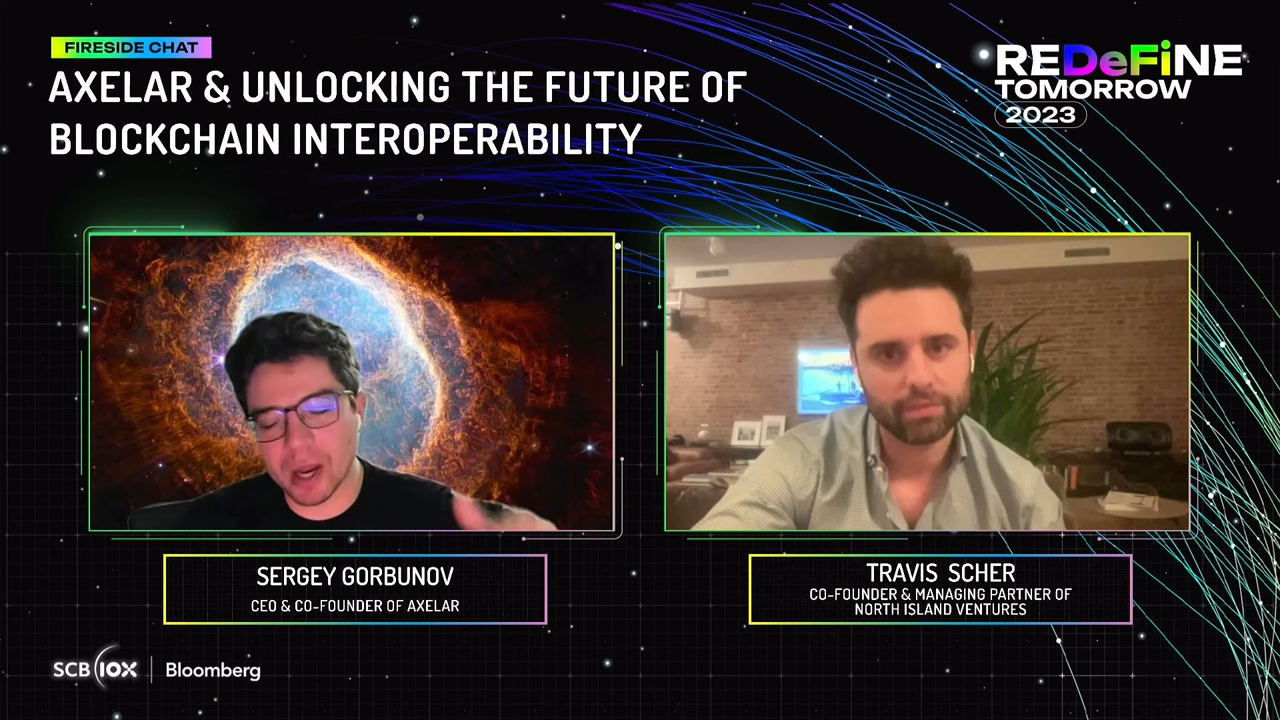 FIRESIDE CHAT
AXELAR & UNLOCKING THE FUTURE OF
BLOCKCHAIN INTEROPERABILITY
REDeFiNE
TOMORROW
2023
SERGEY GORBUNOV
CEO & CO-FOUNDER OF AXELAR
TRAVIS SCHER
CO-FOUNDER & MANAGING PARTNER OF
NORTH ISLAND VENTURES
SCB 10X | Bloomberg